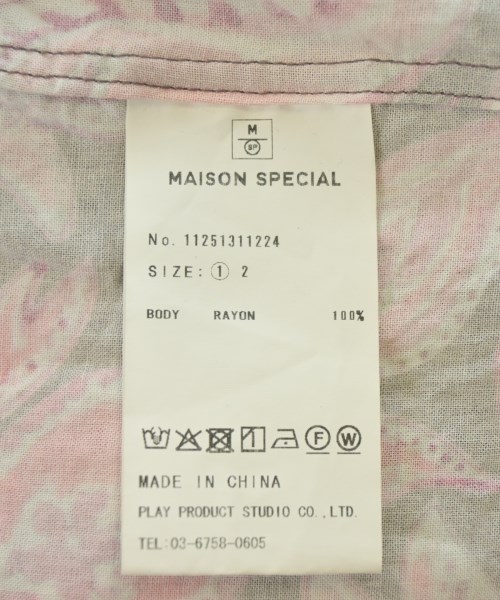 M
SP
MAISON SPECIAL
No. 11251311224
SIZE: ① 2
BODY RAYON 100%
F W
MADE IN CHINA
PLAY PRODUCT STUDIO CO.,LTD.
TEL:03-6758-0605